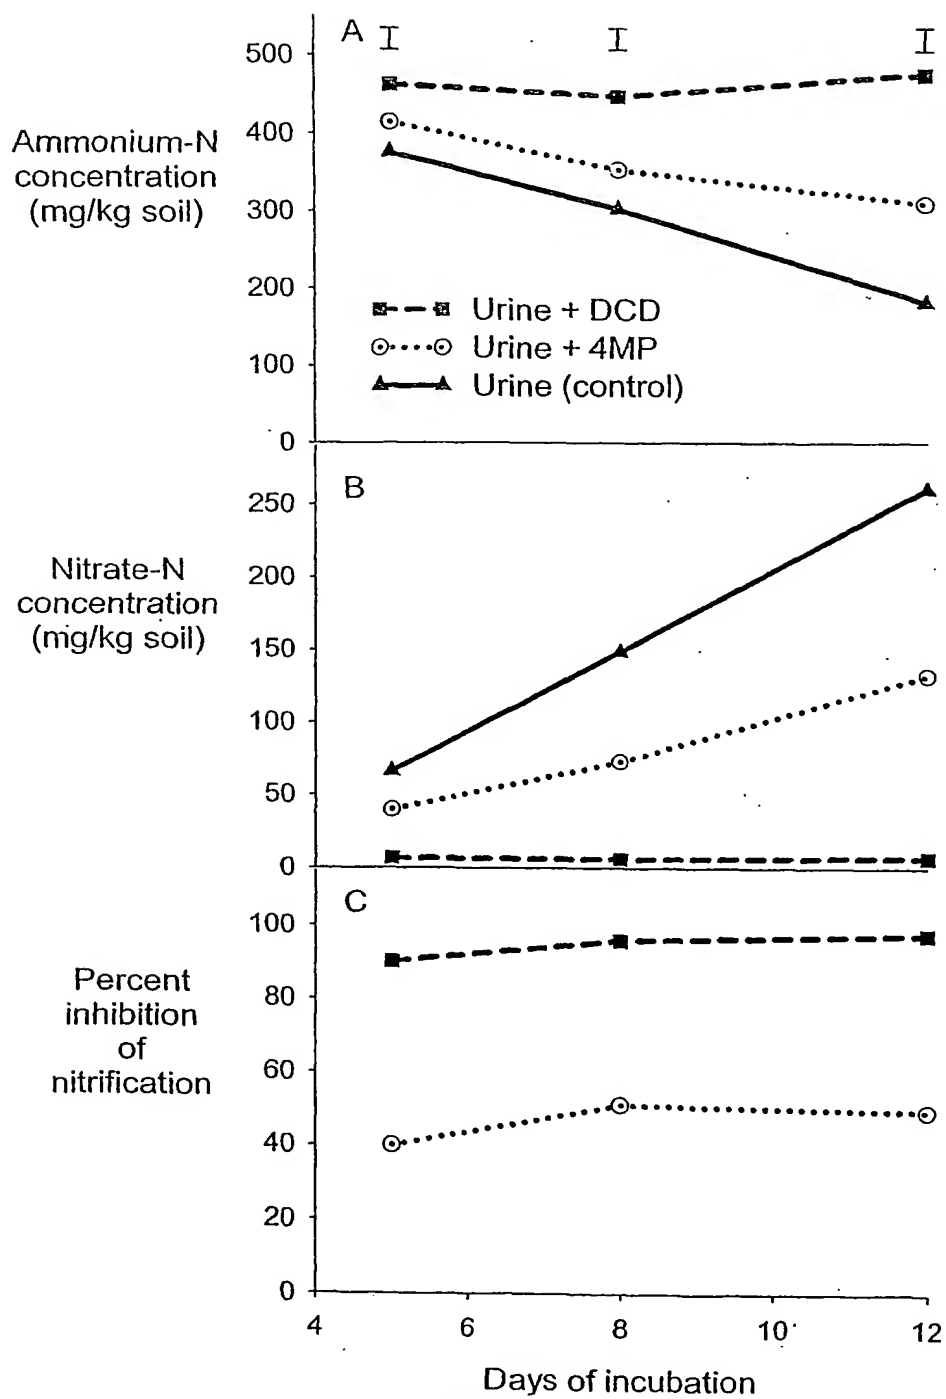 A
500
400
300
200
100
0
Ammonium-N
concentration
(mg/kg soil)
Urine + DCD
Urine + 4MP
Urine (control)
B
250
200
150
100
50
0
Nitrate-N
concentration
(mg/kg soil)
C
100
80
60
40
20
0
Percent
inhibition
of
nitrification
4 6 8 10 12
Days of incubation